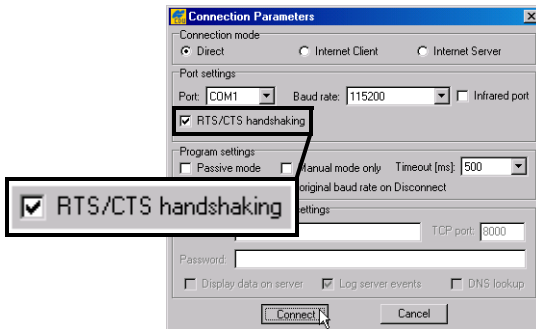 Connection Parameters
Connection mode
Direct Internet Client Internet Server
Port settings
Port: COM1 Baud rate: 115200 Infrared port
RTS/CTS handshaking
Program settings
Passive mode Manual mode only Timeout [ms]: 500
original baud rate on Disconnect
RTS/CTS handshaking
settings
TCP port: 8000
Password:
Display data on server Log server events DNS lookup
Connect Cancel